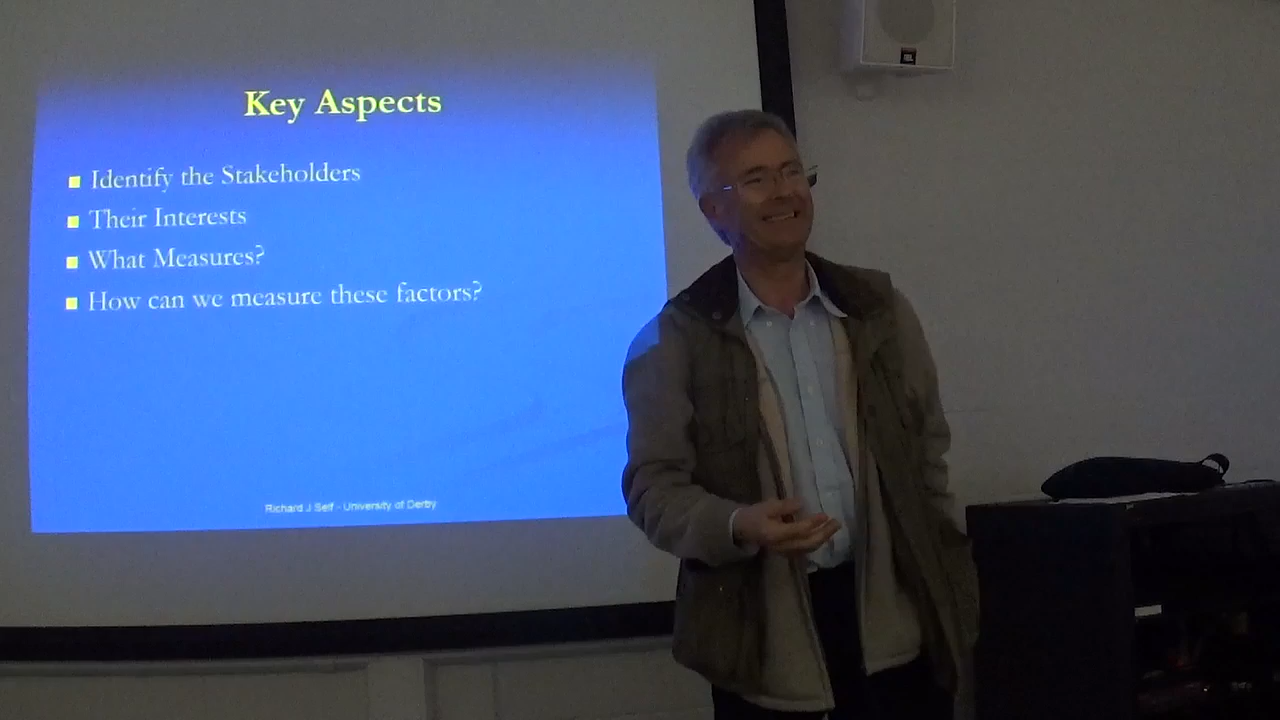 Key Aspects
Identify the Stakeholders
Their Interests
What Measures?
How can we measure these factors?
Richard J Self - University of Derby
JBL